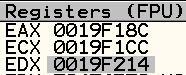 Registers (FPU)
EAX 0019F18C
ECX 0019F1CC
EDX 0019F214